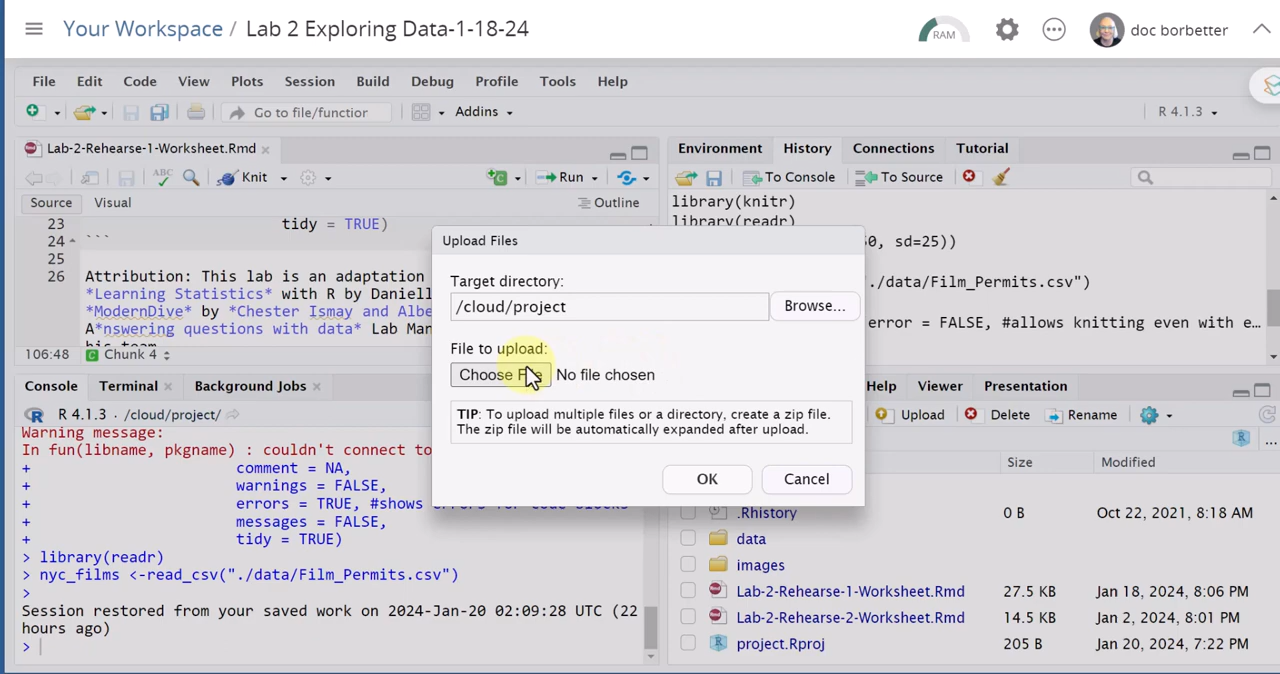 Your Workspace / Lab 2 Exploring Data-1-18-24
RAM
doc borbetter
File Edit Code View Plots Session Build Debug Profile Tools Help
Go to file/function
Addins
R 4.1.3
Lab-2-Rehearse-1-Worksheet.Rmd
ABC
Knit
Run
Source Visual
Outline
23 tidy = TRUE)
24 ```
25
26 Attribution: This lab is an adaptation
*Learning Statistics* with R by Daniell
*ModernDive* by *Chester Ismay and Albe
A*nswering questions with data* Lab Man
his team
106:48 Chunk 4
Console Terminal Background Jobs
R 4.1.3 · /cloud/project/
Warning message:
In fun(libname, pkgname) : couldn't connect to
+ comment = NA,
+ warnings = FALSE,
+ errors = TRUE, #shows errors for code blocks
+ messages = FALSE,
+ tidy = TRUE)
> library(readr)
> nyc_films <-read_csv("./data/Film_Permits.csv")
>
Session restored from your saved work on 2024-Jan-20 02:09:28 UTC (22
hours ago)
>
Environment History Connections Tutorial
To Console To Source
library(knitr)
library(readr)
0, sd=25))
./data/Film_Permits.csv")
error = FALSE, #allows knitting even with e…
Upload Files
Target directory:
/cloud/project
Browse...
File to upload:
Choose File No file chosen
TIP: To upload multiple files or a directory, create a zip file.
The zip file will be automatically expanded after upload.
OK Cancel
Help Viewer Presentation
Upload Delete Rename
...
Size Modified
.Rhistory 0 B Oct 22, 2021, 8:18 AM
data
images
Lab-2-Rehearse-1-Worksheet.Rmd 27.5 KB Jan 18, 2024, 8:06 PM
Lab-2-Rehearse-2-Worksheet.Rmd 14.5 KB Jan 2, 2024, 8:01 PM
project.Rproj 205 B Jan 20, 2024, 7:22 PM